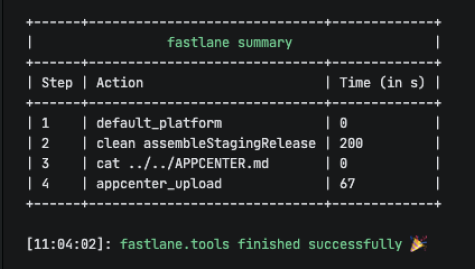 +------+------------------------------+-------------+
|                 fastlane summary                  |
+------+------------------------------+-------------+
| Step | Action                       | Time (in s) |
+------+------------------------------+-------------+
| 1    | default_platform             | 0           |
| 2    | clean assembleStagingRelease | 200         |
| 3    | cat ../../APPCENTER.md       | 0           |
| 4    | appcenter_upload             | 67          |
+------+------------------------------+-------------+
[11:04:02]: fastlane.tools finished successfully 🎉